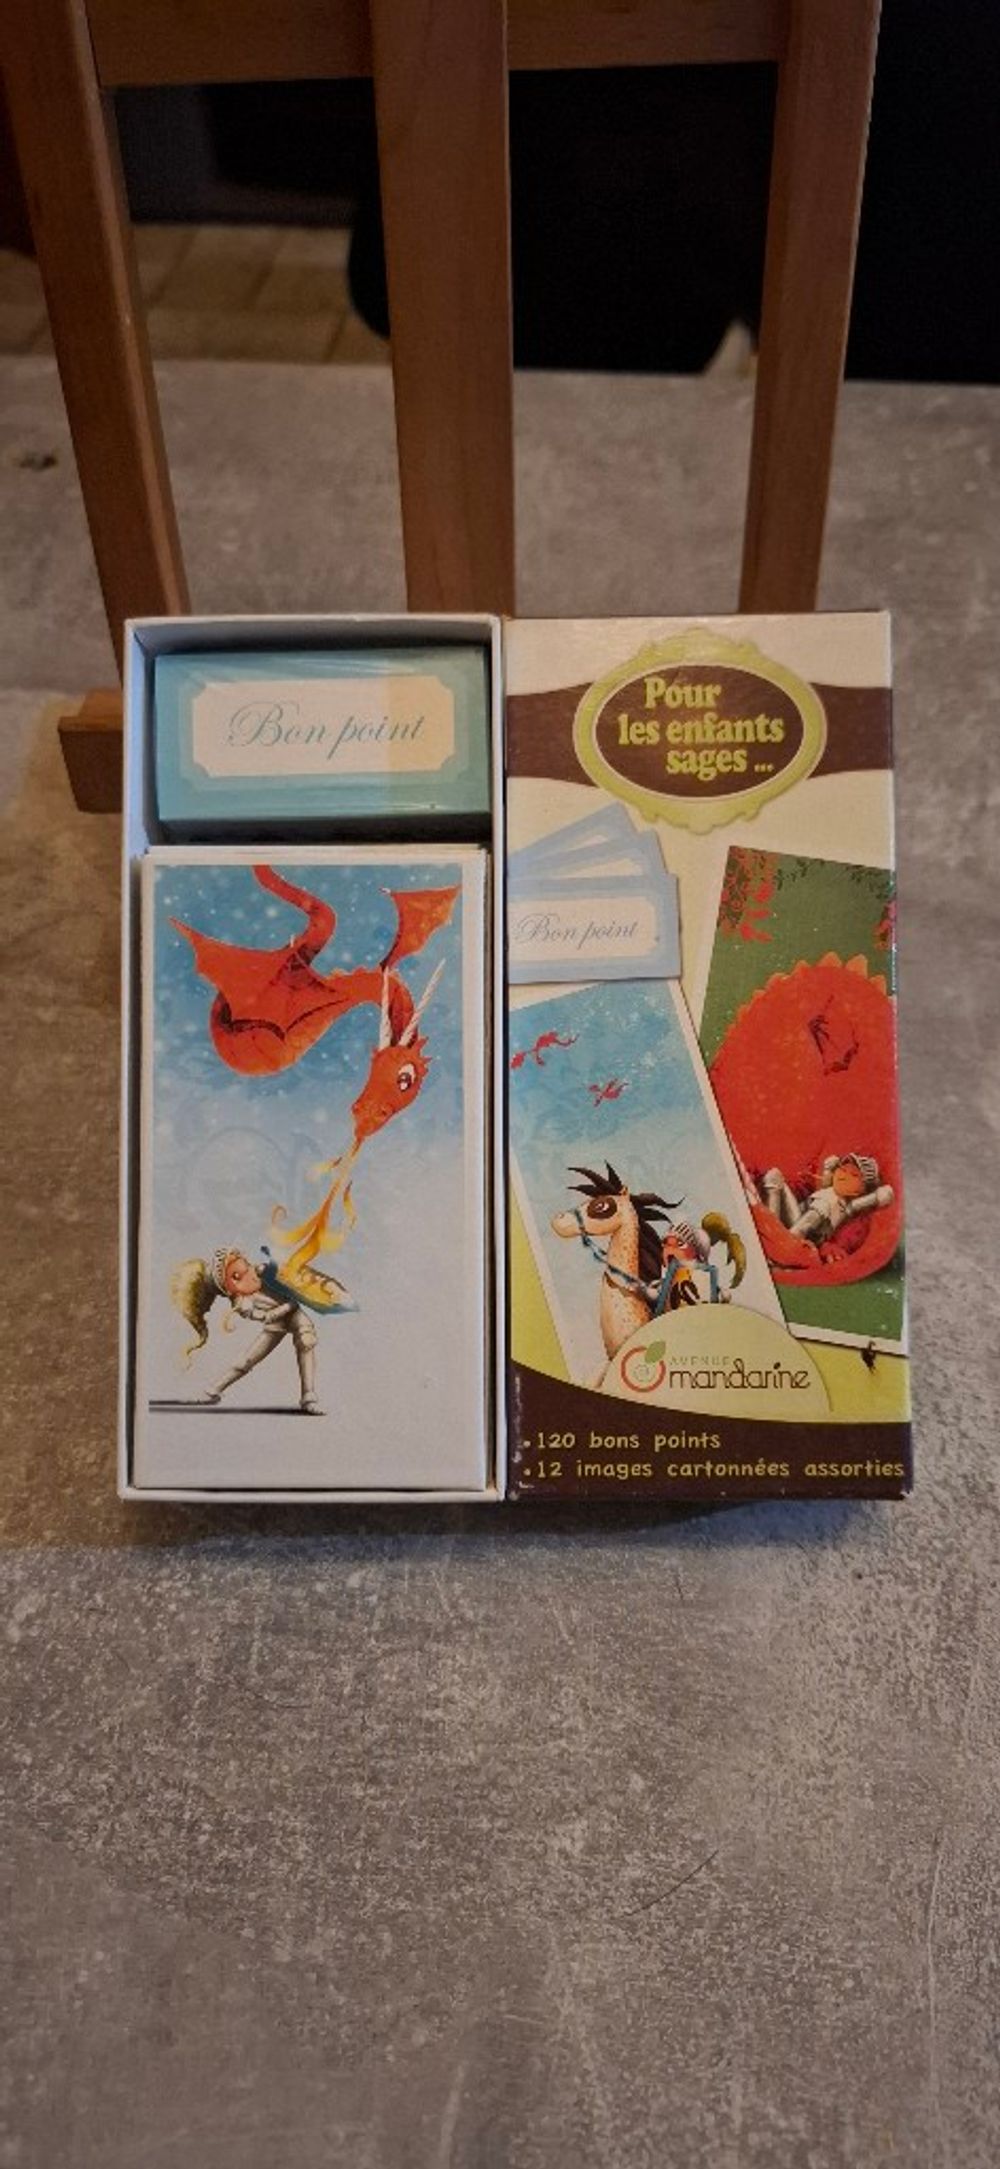 Bon point
Pour
les enfants
sages ...
Bon point
AVENUE
mandarine
. 120 bons points
. 12 images cartonnées assorties